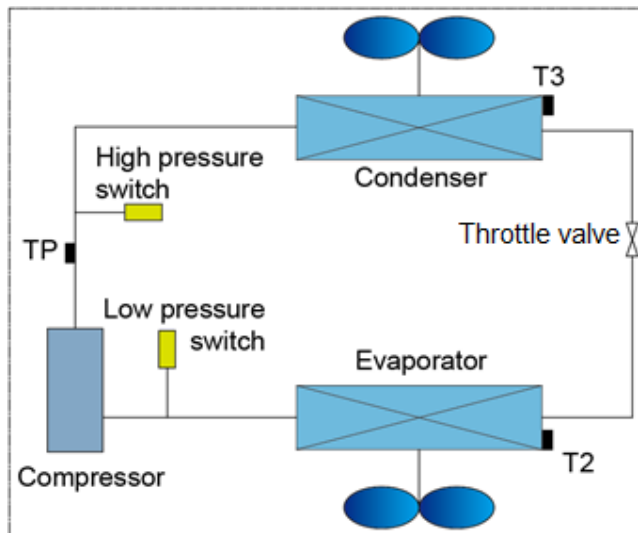 T3
High pressure
switch
Condenser
TP
Throttle valve
Low pressure
switch
Evaporator
Compressor
T2